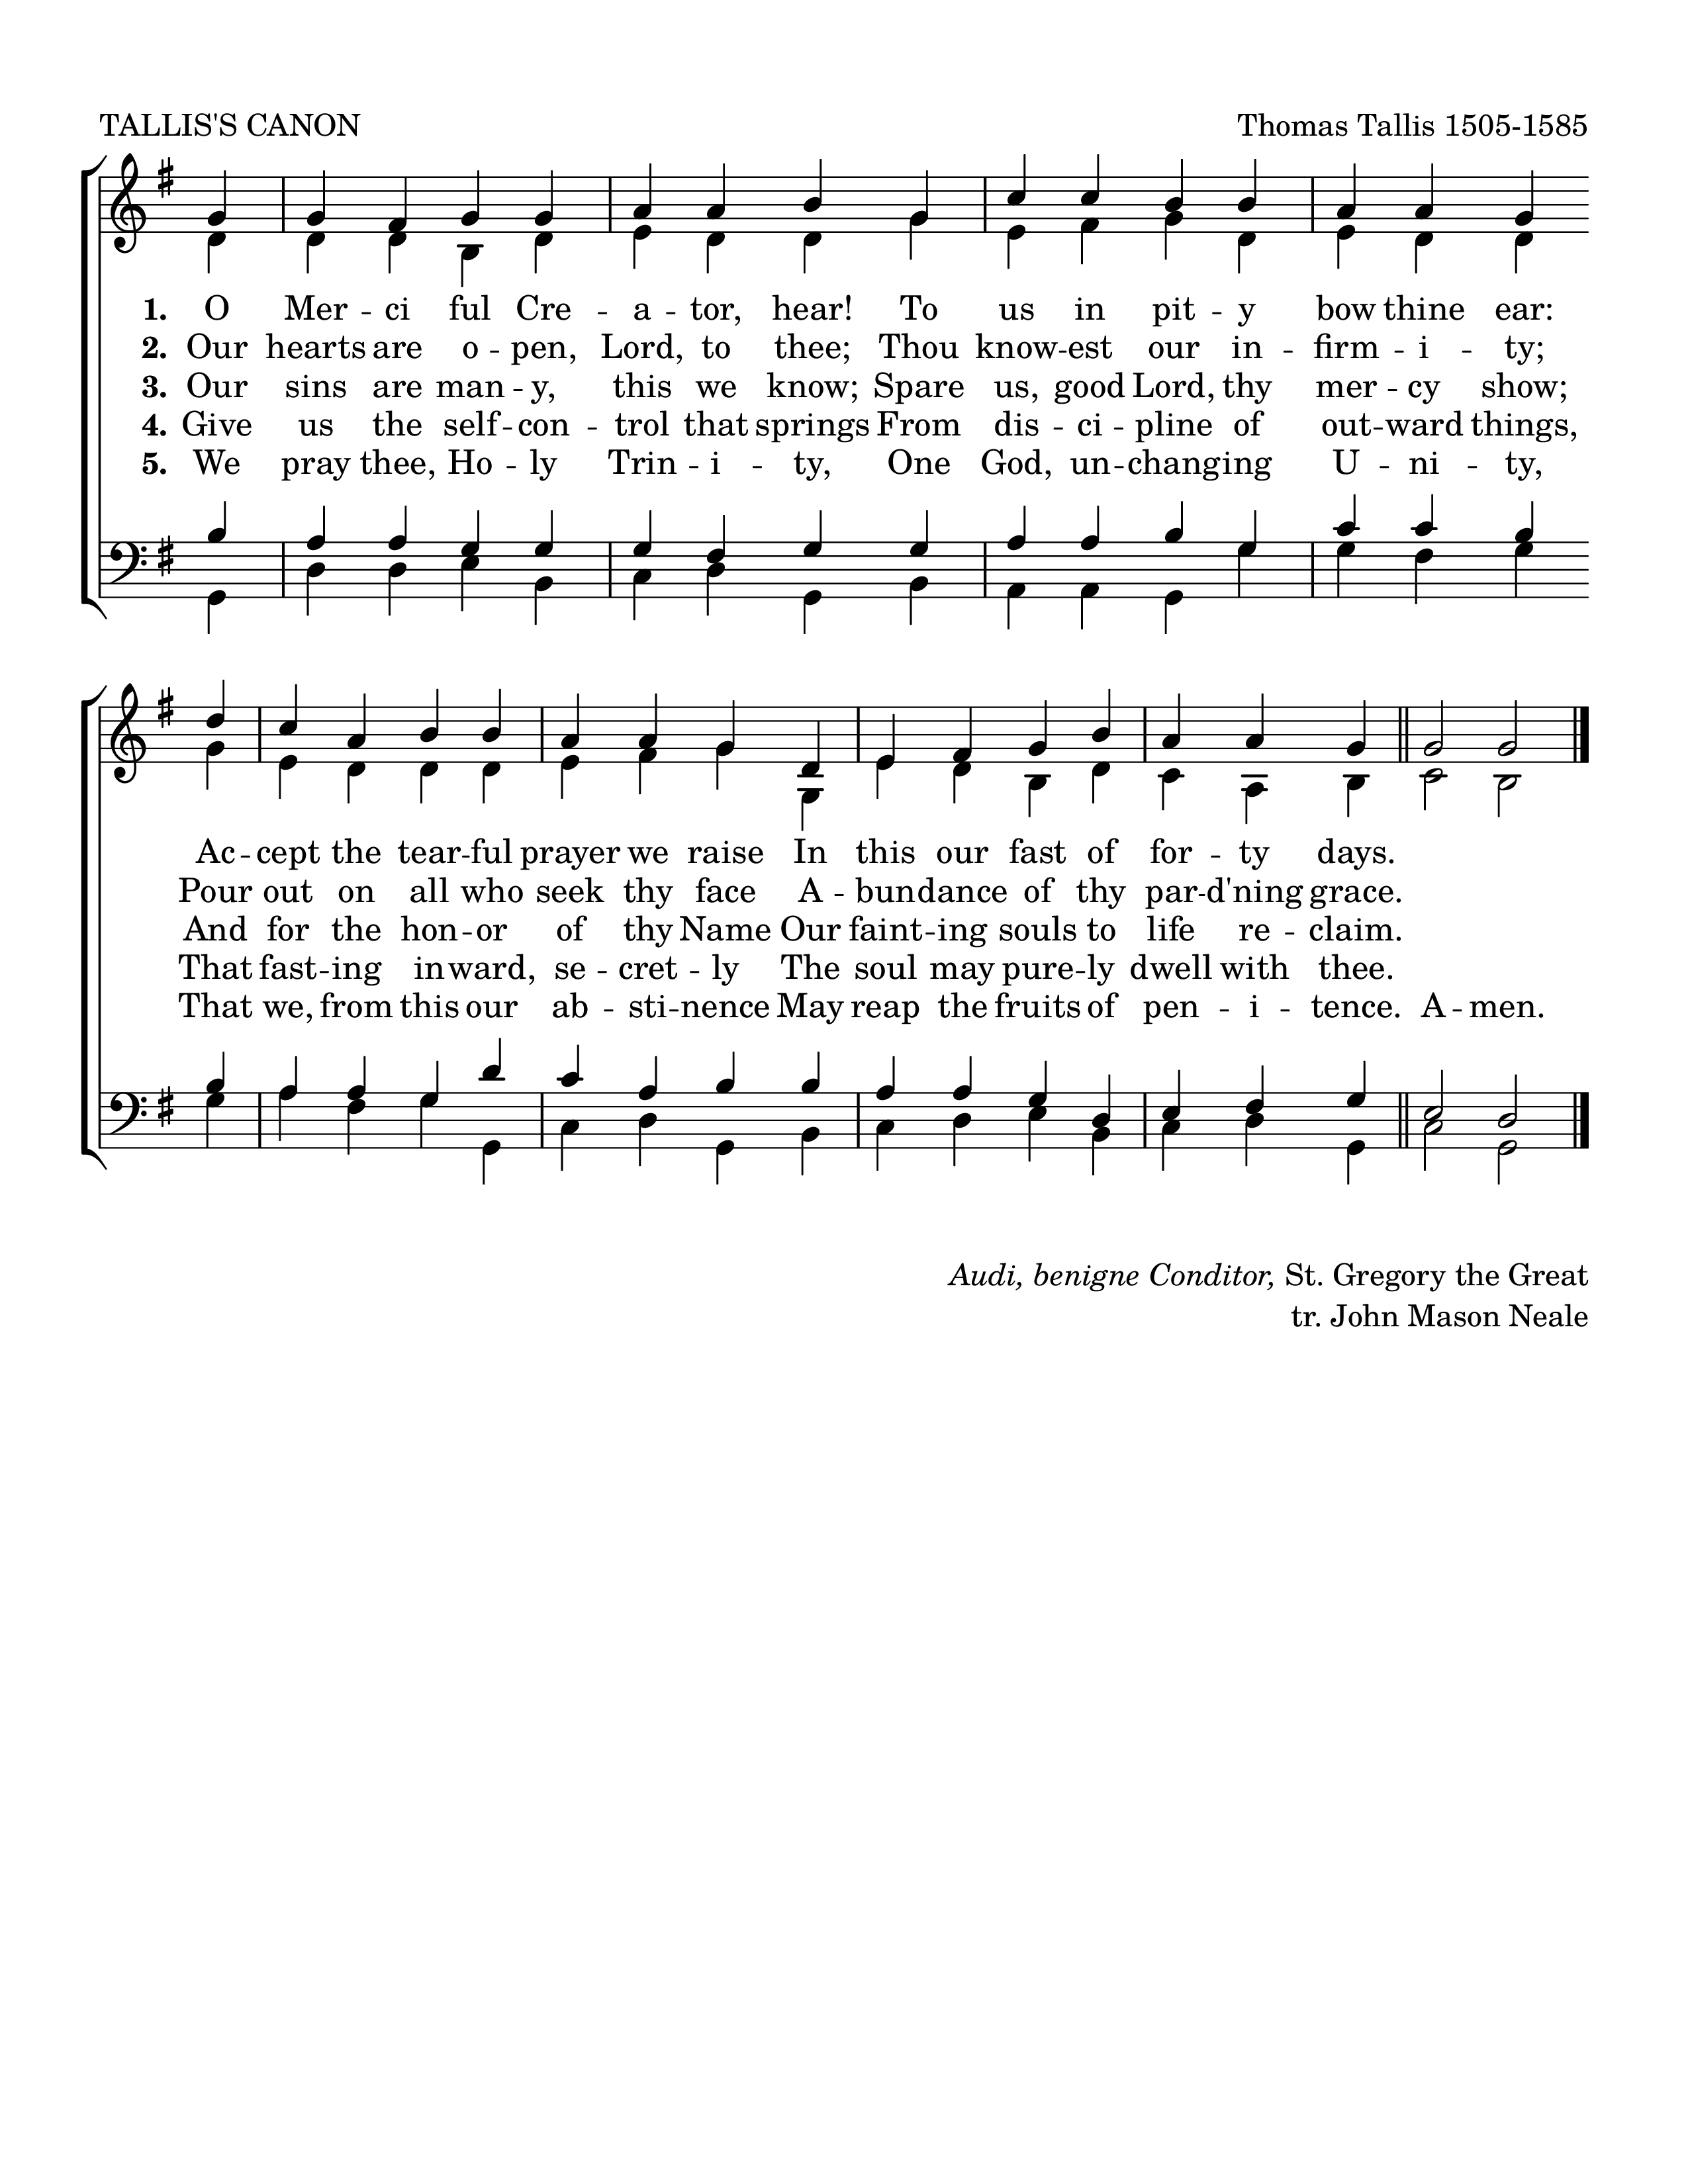 TALLIS'S CANON Thomas Tallis 1505-1585
1. O Mer - ci ful Cre - a - tor, hear! To us in pit - y bow thine ear:
2. Our hearts are o - pen, Lord, to thee; Thou know - est our in - firm - i - ty;
3. Our sins are man - y, this we know; Spare us, good Lord, thy mer - cy show;
4. Give us the self - con - trol that springs From dis - ci - pline of out - ward things,
5. We pray thee, Ho - ly Trin - i - ty, One God, un - changing U - ni - ty,
Ac - cept the tear - ful prayer we raise In this our fast of for - ty days.
Pour out on all who seek thy face A - bundance of thy par - d'ning grace.
And for the hon - or of thy Name Our faint - ing souls to life re - claim.
That fast - ing inward, se - cret - ly The soul may pure - ly dwell with thee.
That we, from this our ab - sti - nence May reap the fruits of pen - i - tence. A - men.
Audi, benigne Conditor, St. Gregory the Great
tr. John Mason Neale